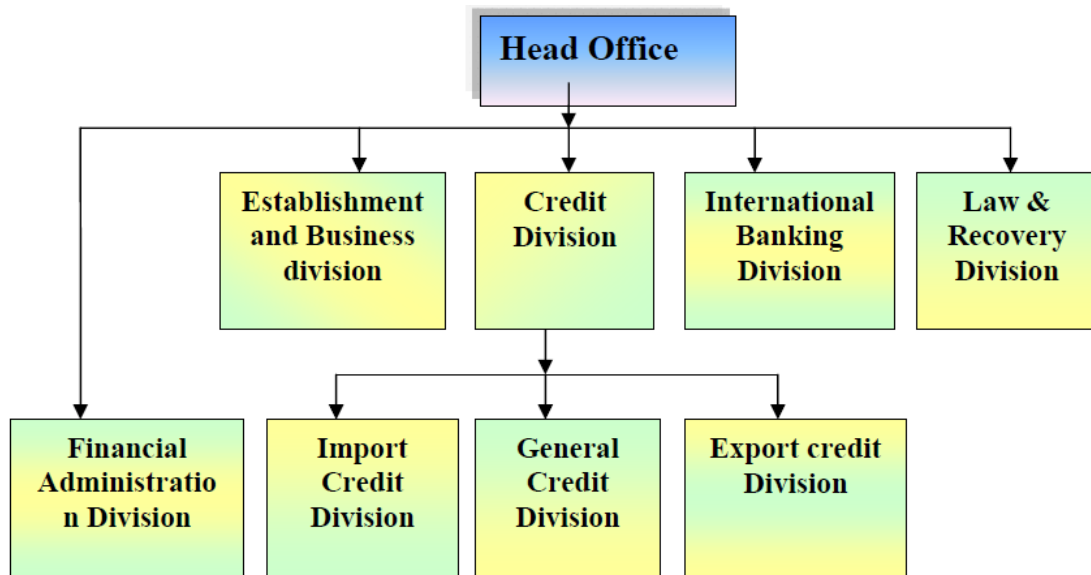 Head Office
Establishment
and Business
division
Credit
Division
International
Banking
Division
Law &
Recovery
Division
Financial
Administratio
n Division
Import
Credit
Division
General
Credit
Division
Export credit
Division